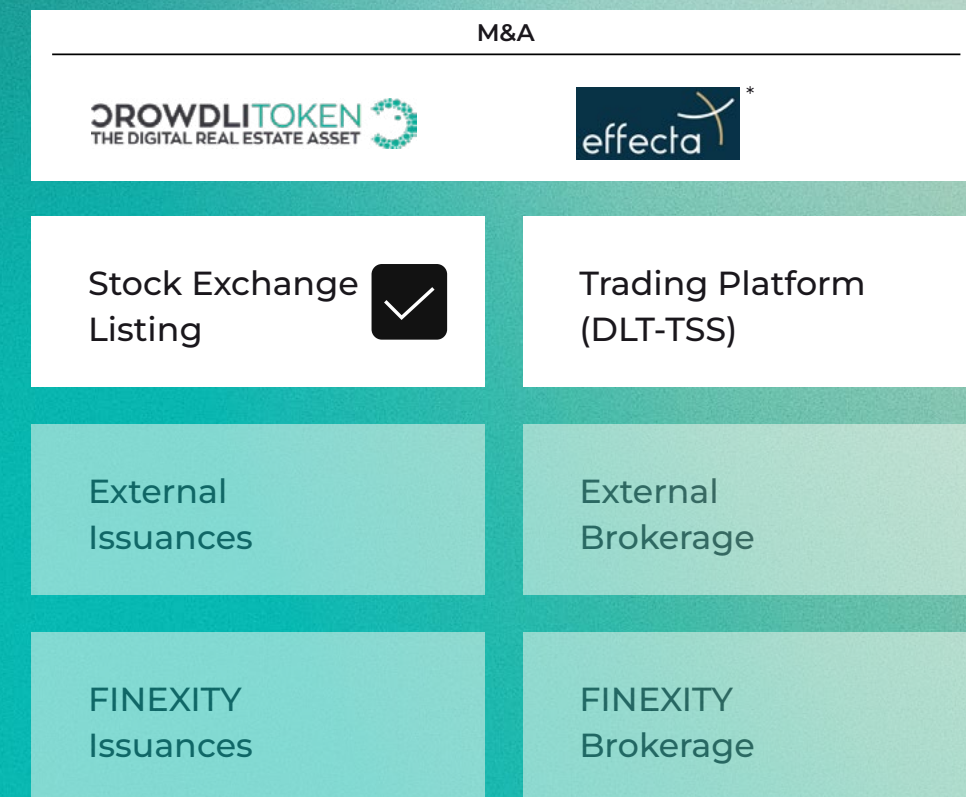 M&A
CROWDLITOKEN
THE DIGITAL REAL ESTATE ASSET
effecta
*
Stock Exchange
Listing
Trading Platform
(DLT-TSS)
External
Issuances
External
Brokerage
FINEXITY
Issuances
FINEXITY
Brokerage